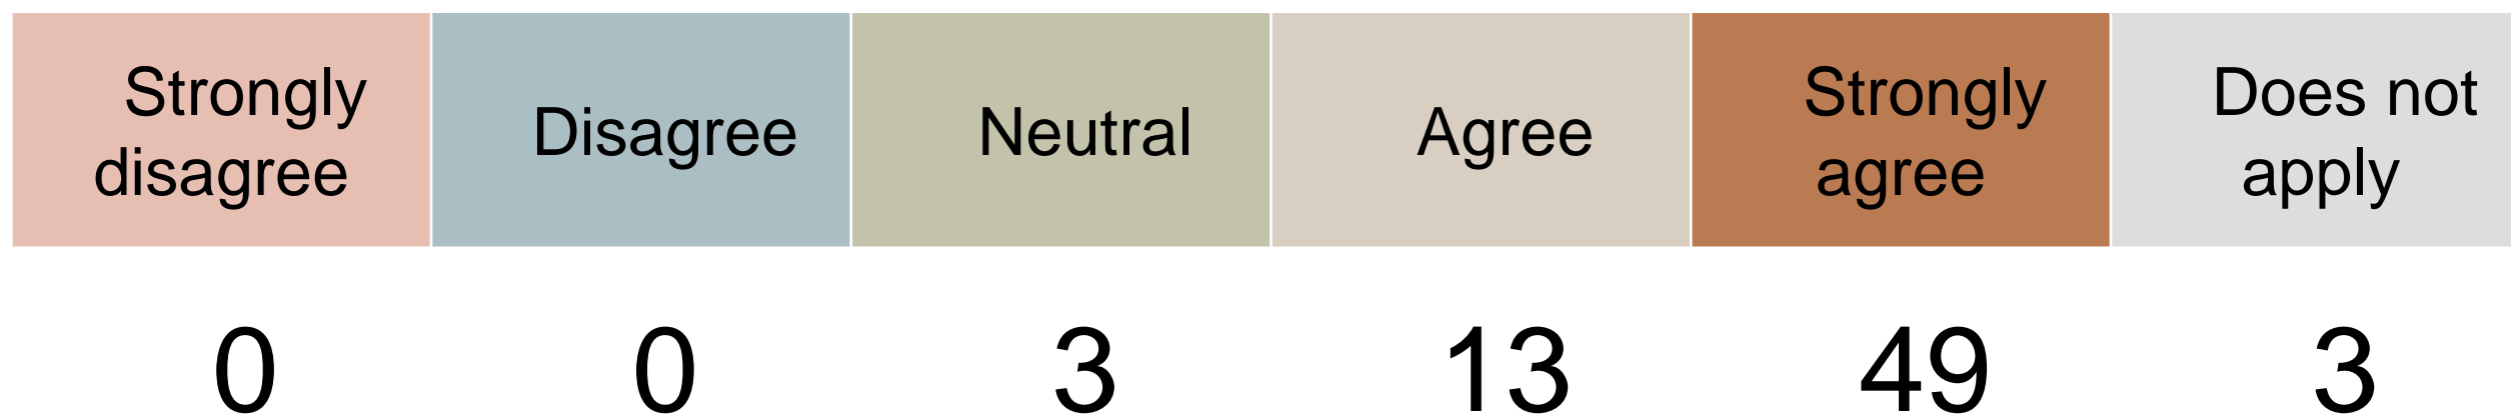 Strongly disagree Disagree Neutral Agree Strongly agree Does not apply
0 0 3 13 49 3